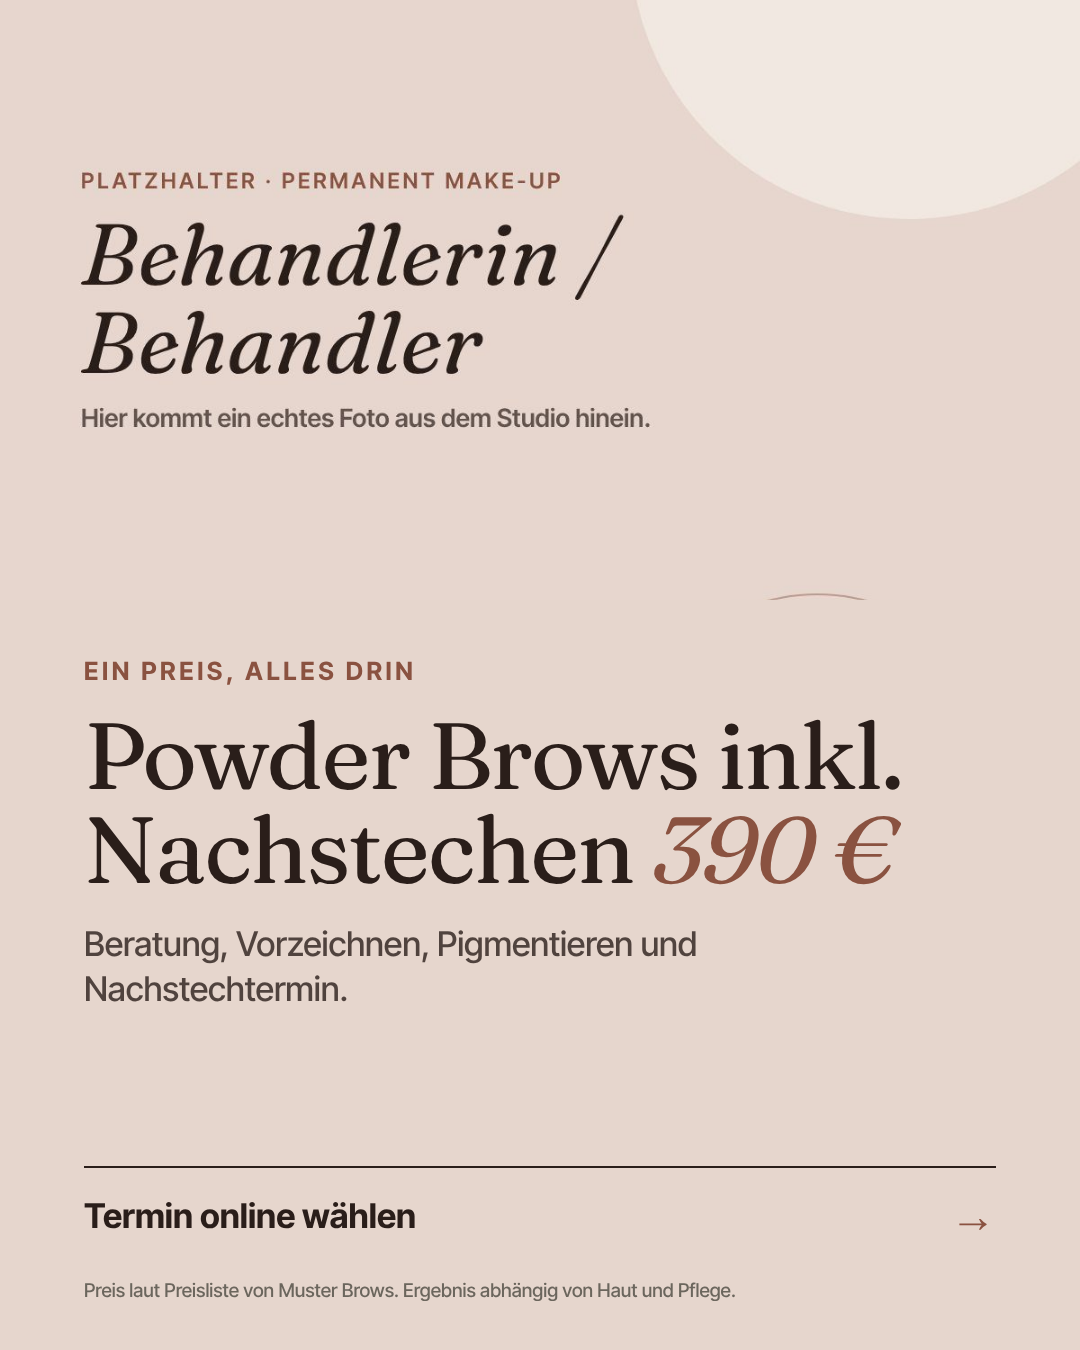 PLATZHALTER · PERMANENT MAKE-UP
Behandlerin /
Behandler
Hier kommt ein echtes Foto aus dem Studio hinein.
EIN PREIS, ALLES DRIN
Powder Brows inkl.
Nachstechen 390 €
Beratung, Vorzeichnen, Pigmentieren und
Nachstechtermin.
Termin online wählen →
Preis laut Preisliste von Muster Brows. Ergebnis abhängig von Haut und Pflege.